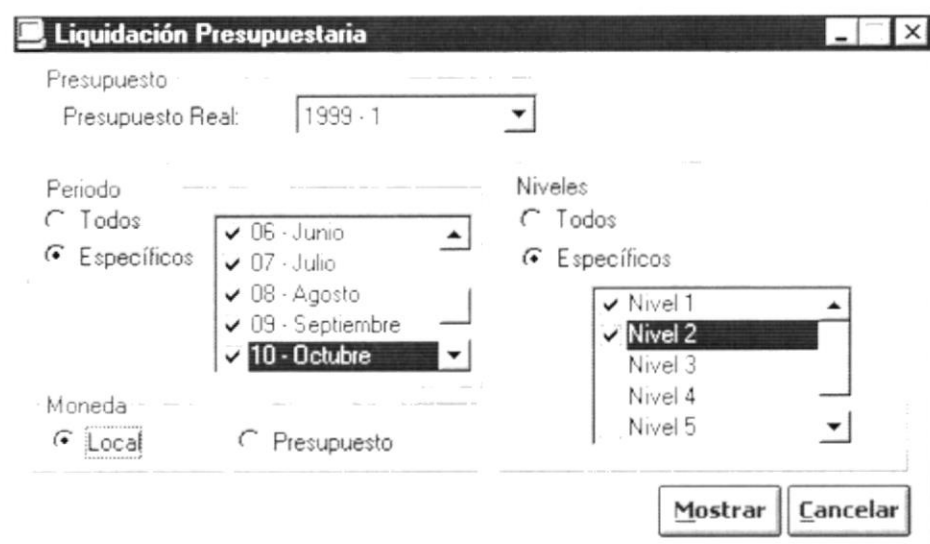 Liquidación Presupuestaria
Presupuesto
Presupuesto Real: 1999 - 1
Periodo
Todos
Específicos
06 - Junio
07 - Julio
08 - Agosto
09 - Septiembre
10 - Octubre
Niveles
Todos
Específicos
Nivel 1
Nivel 2
Nivel 3
Nivel 4
Nivel 5
Moneda
Local Presupuesto
Mostrar Cancelar